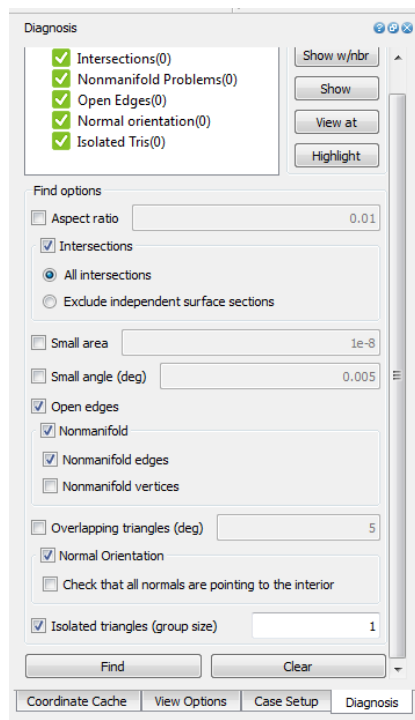 Diagnosis
Intersections(0)
Nonmanifold Problems(0)
Open Edges(0)
Normal orientation(0)
Isolated Tris(0)
Show w/nbr
Show
View at
Highlight
Find options
Aspect ratio 0.01
Intersections
All intersections
Exclude independent surface sections
Small area 1e-8
Small angle (deg) 0.005
Open edges
Nonmanifold
Nonmanifold edges
Nonmanifold vertices
Overlapping triangles (deg) 5
Normal Orientation
Check that all normals are pointing to the interior
Isolated triangles (group size) 1
Find Clear
Coordinate Cache View Options Case Setup Diagnosis